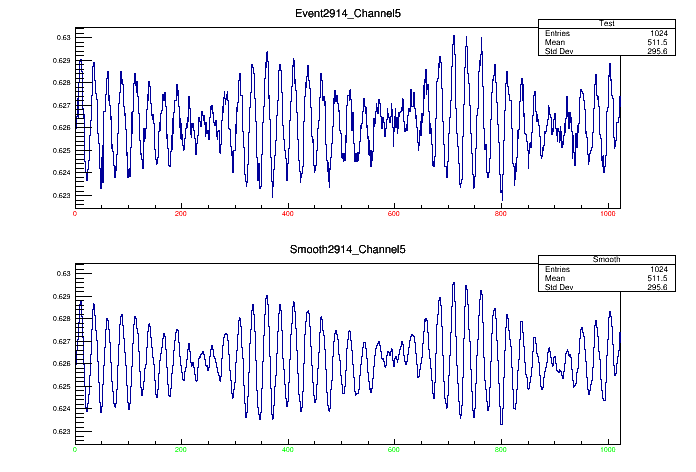 Event2914_Channel5
Test
Entries 1024
Mean 511.5
Std Dev 295.6
0.63
0.629
0.628
0.627
0.626
0.625
0.624
0.623
0 200 400 600 800 1000
Smooth2914_Channel5
Smooth
Entries 1024
Mean 511.5
Std Dev 295.6
0.63
0.629
0.628
0.627
0.626
0.625
0.624
0.623
0 200 400 600 800 1000